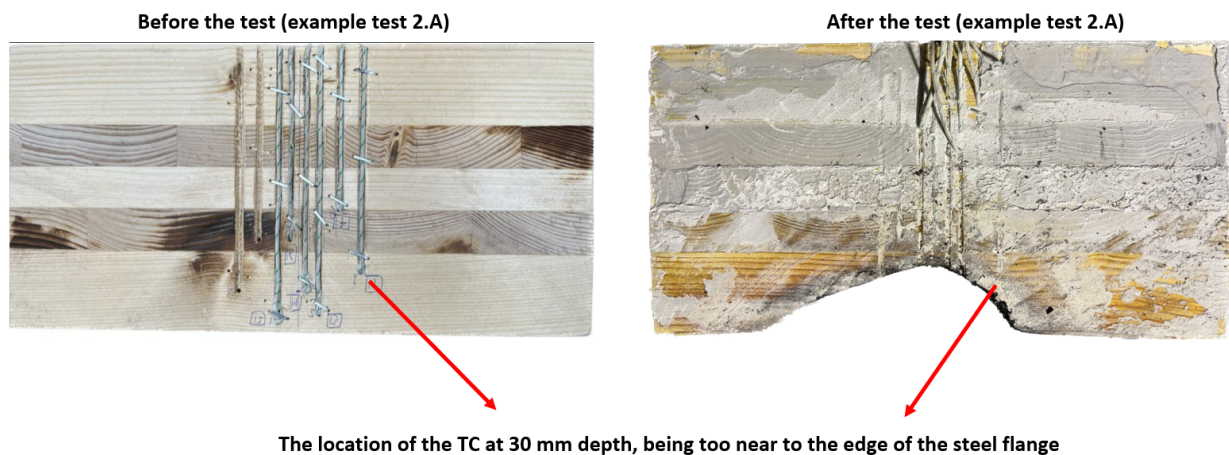 Before the test (example test 2.A)
After the test (example test 2.A)
The location of the TC at 30 mm depth, being too near to the edge of the steel flange